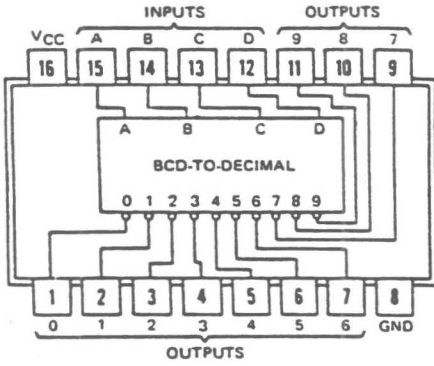 INPUTS OUTPUTS
VCC A B C D 9 8 7
16 15 14 13 12 11 10 9
A B C D
BCD-TO-DECIMAL
0 1 2 3 4 5 6 7 8 9
1 2 3 4 5 6 7 8
0 1 2 3 4 5 6 GND
OUTPUTS